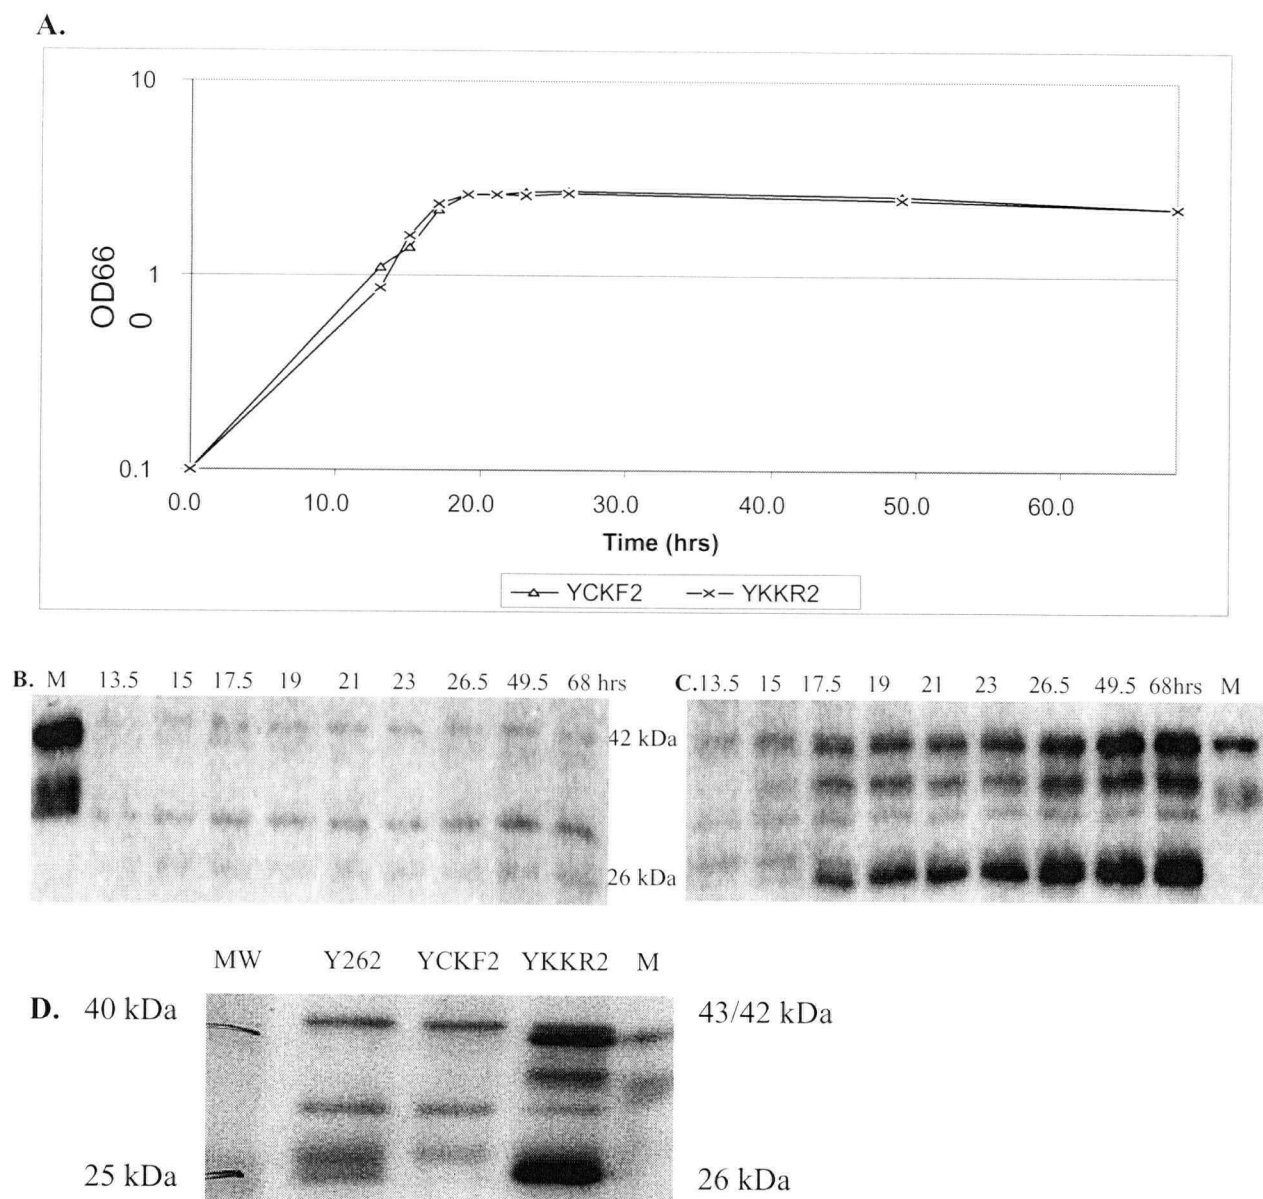 A.
10
1
0.1
OD66
0
0.0 10.0 20.0 30.0 40.0 50.0 60.0
Time (hrs)
YCKF2 YKKR2
B. M 13.5 15 17.5 19 21 23 26.5 49.5 68 hrs
C. 13.5 15 17.5 19 21 23 26.5 49.5 68hrs M
42 kDa
26 kDa
MW Y262 YCKF2 YKKR2 M
D. 40 kDa
43/42 kDa
25 kDa
26 kDa